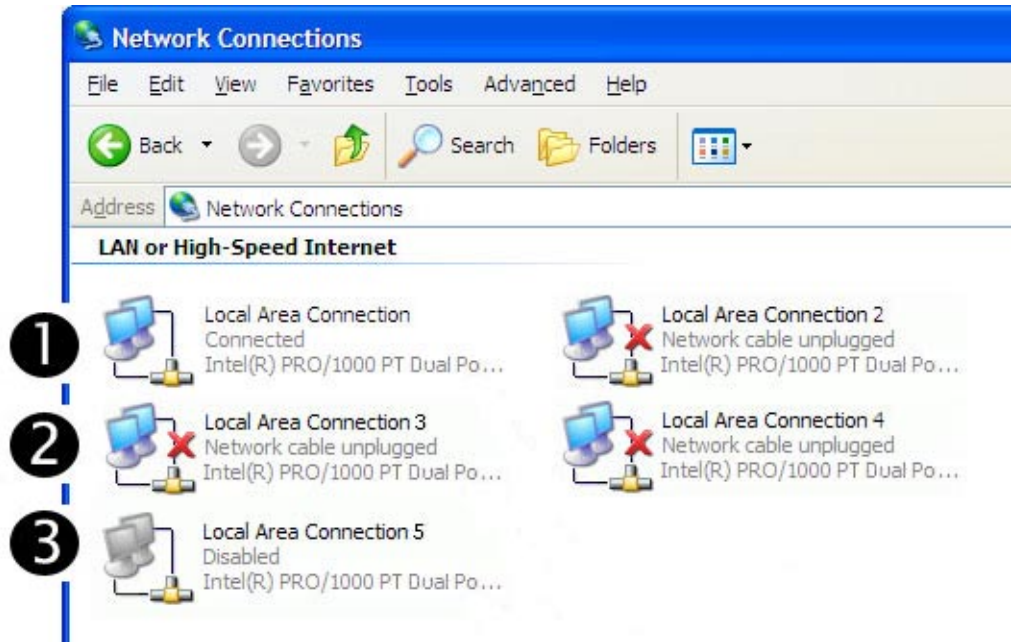 Network Connections
File Edit View Favorites Tools Advanced Help
Back Search Folders
Address Network Connections
LAN or High-Speed Internet
1
Local Area Connection
Connected
Intel(R) PRO/1000 PT Dual Po...
Local Area Connection 2
Network cable unplugged
Intel(R) PRO/1000 PT Dual Po...
2
Local Area Connection 3
Network cable unplugged
Intel(R) PRO/1000 PT Dual Po...
Local Area Connection 4
Network cable unplugged
Intel(R) PRO/1000 PT Dual Po...
3
Local Area Connection 5
Disabled
Intel(R) PRO/1000 PT Dual Po...